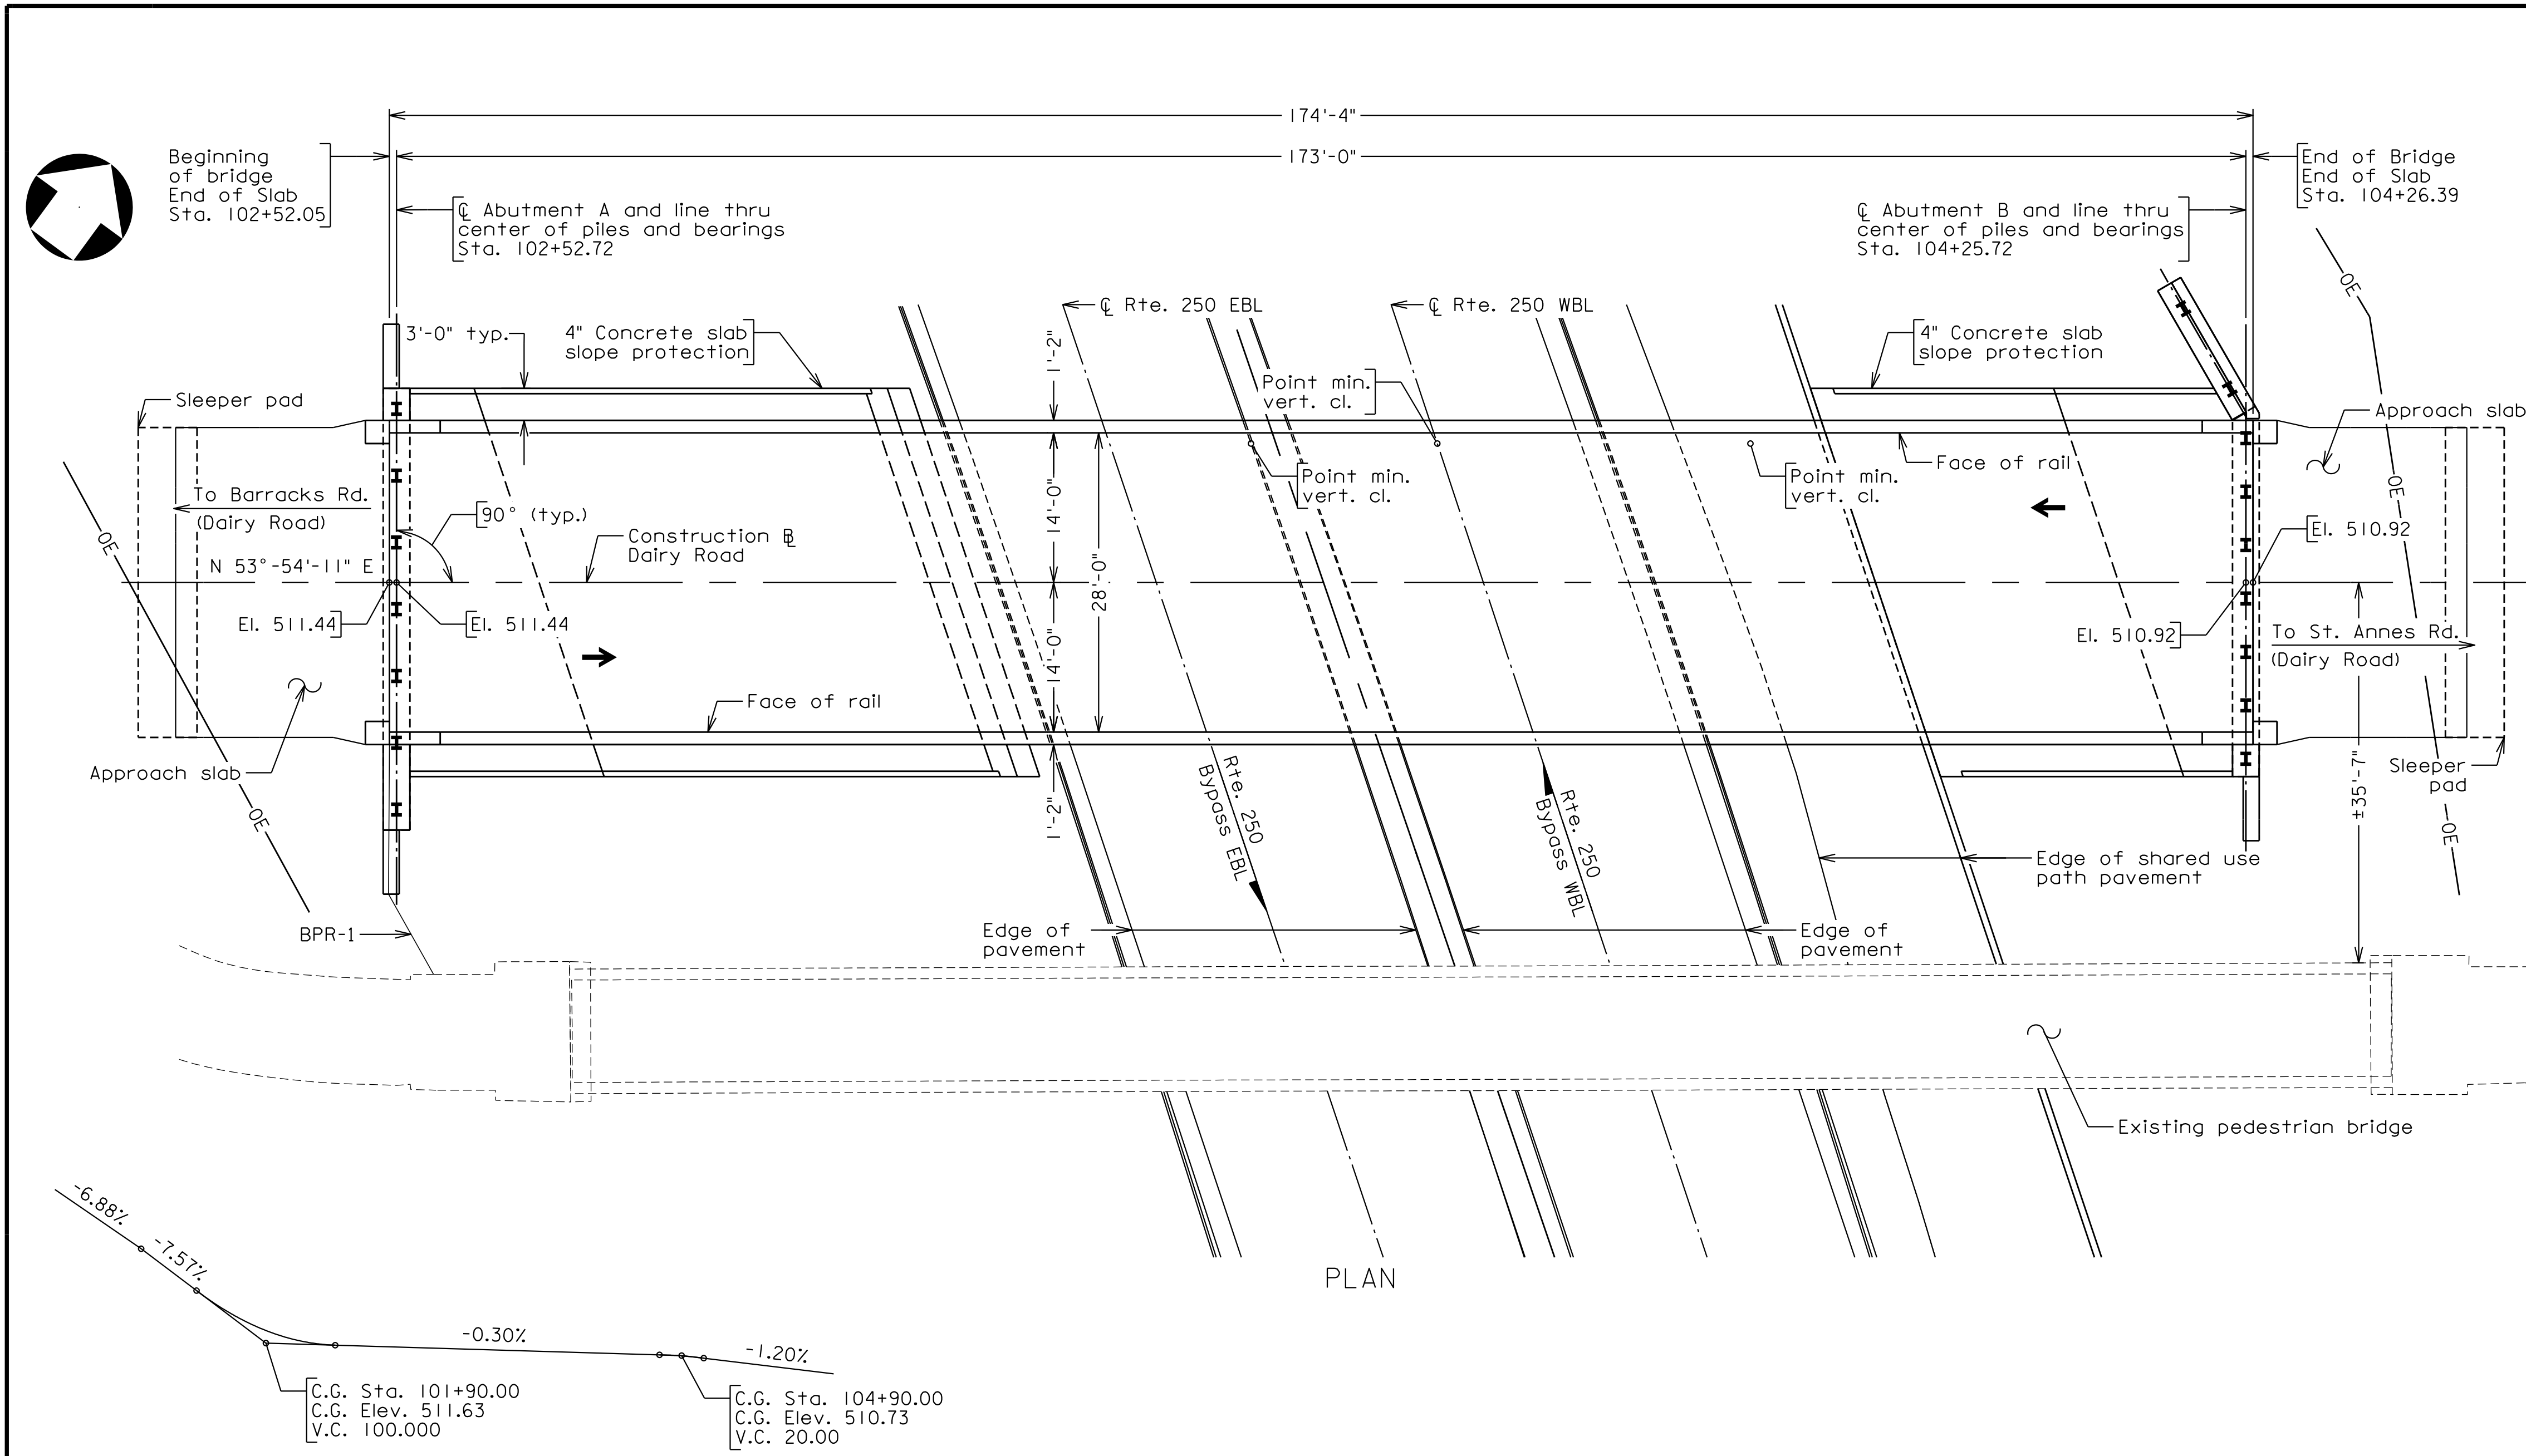 174'-4"
173'-0"
Beginning
of bridge
End of Slab
Sta. 102+52.05
℄ Abutment A and line thru
center of piles and bearings
Sta. 102+52.72
℄ Abutment B and line thru
center of piles and bearings
Sta. 104+25.72
End of Bridge
End of Slab
Sta. 104+26.39
3'-0" typ.
4" Concrete slab
slope protection
℄ Rte. 250 EBL
℄ Rte. 250 WBL
4" Concrete slab
slope protection
OE
1'-2"
Point min.
vert. cl.
Sleeper pad
Approach slab
Face of rail
Point min.
vert. cl.
Point min.
vert. cl.
To Barracks Rd.
(Dairy Road)
90° (typ.)
14'-0"
OE
OE
Construction B̵L
Dairy Road
El. 510.92
N 53°-54'-11" E
28'-0"
El. 511.44
El. 511.44
14'-0"
El. 510.92
To St. Annes Rd.
(Dairy Road)
Face of rail
Approach slab
Sleeper
pad
±35'-7"
OE
OE
1'-2"
Rte. 250
Bypass EBL
Rte. 250
Bypass WBL
Edge of shared use
path pavement
BPR-1
Edge of
pavement
Edge of
pavement
Existing pedestrian bridge
PLAN
-6.88%
-7.57%
-0.30%
-1.20%
C.G. Sta. 101+90.00
C.G. Elev. 511.63
V.C. 100.000
C.G. Sta. 104+90.00
C.G. Elev. 510.73
V.C. 20.00